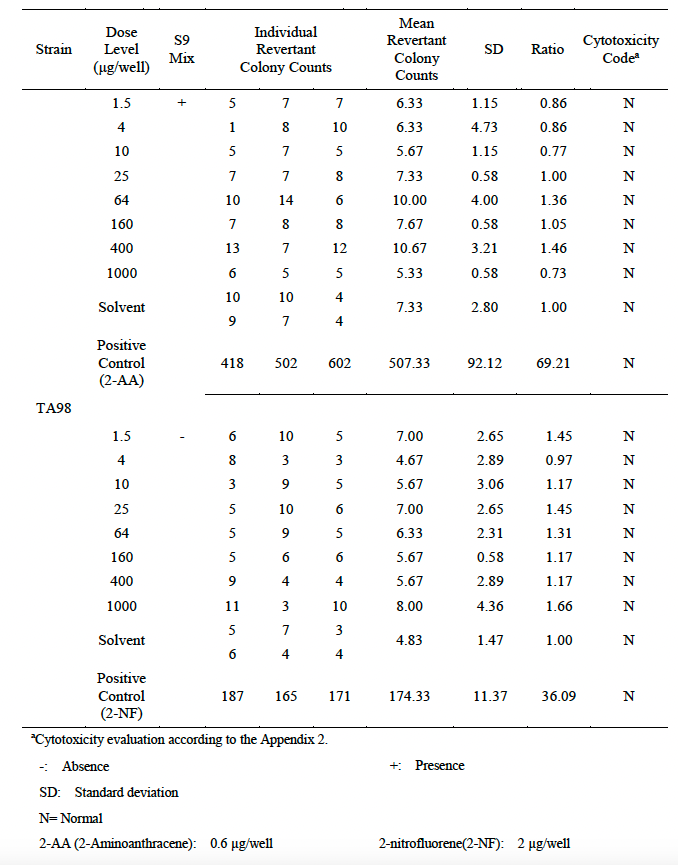 Strain Dose Level (μg/well) S9 Mix Individual Revertant Colony Counts Mean Revertant Colony Counts SD Ratio Cytotoxicity Codeᵃ
1.5 + 5 7 7 6.33 1.15 0.86 N
4 1 8 10 6.33 4.73 0.86 N
10 5 7 5 5.67 1.15 0.77 N
25 7 7 8 7.33 0.58 1.00 N
64 10 14 6 10.00 4.00 1.36 N
160 7 8 8 7.67 0.58 1.05 N
400 13 7 12 10.67 3.21 1.46 N
1000 6 5 5 5.33 0.58 0.73 N
Solvent 10 10 4 7.33 2.80 1.00 N
9 7 4
Positive Control (2-AA) 418 502 602 507.33 92.12 69.21 N
TA98
1.5 - 6 10 5 7.00 2.65 1.45 N
4 8 3 3 4.67 2.89 0.97 N
10 3 9 5 5.67 3.06 1.17 N
25 5 10 6 7.00 2.65 1.45 N
64 5 9 5 6.33 2.31 1.31 N
160 5 6 6 5.67 0.58 1.17 N
400 9 4 4 5.67 2.89 1.17 N
1000 11 3 10 8.00 4.36 1.66 N
Solvent 5 7 3 4.83 1.47 1.00 N
6 4 4
Positive Control (2-NF) 187 165 171 174.33 11.37 36.09 N
ᵃCytotoxicity evaluation according to the Appendix 2.
-: Absence +: Presence
SD: Standard deviation
N= Normal
2-AA (2-Aminoanthracene): 0.6 μg/well 2-nitrofluorene(2-NF): 2 μg/well